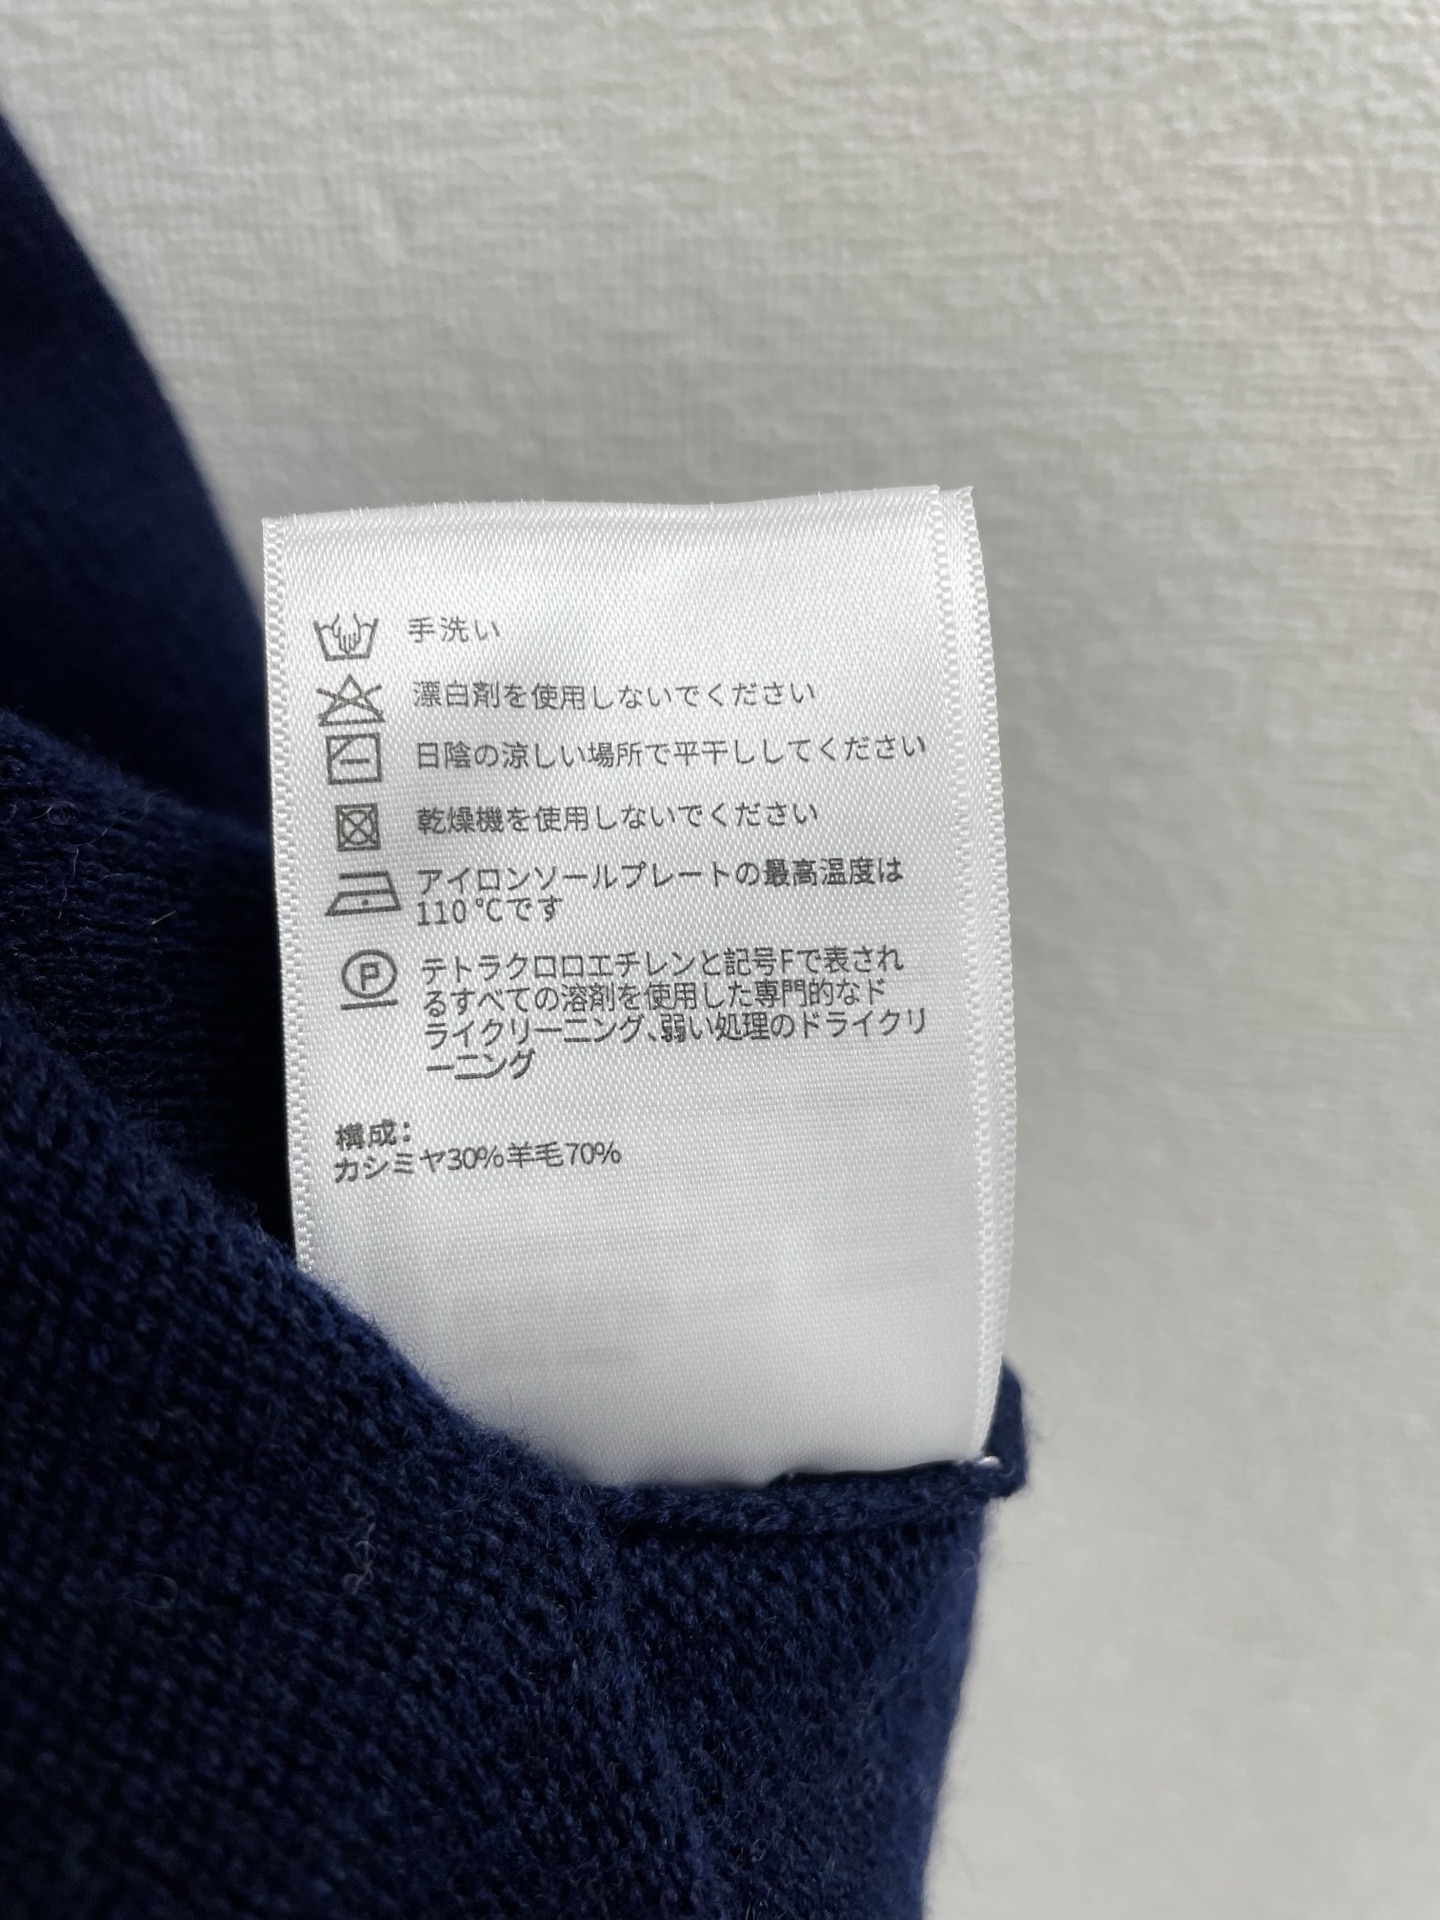 手洗い
漂白剤を使用しないでください
日陰の涼しい場所で平干ししてください
乾燥機を使用しないでください
アイロンソールプレートの最高温度は
110℃です
P
テトラクロロエチレンと記号Fで表され
るすべての溶剤を使用した専門的なド
ライクリーニング、弱い処理のドライクリ
ーニング
構成:
カシミヤ30%羊毛70%